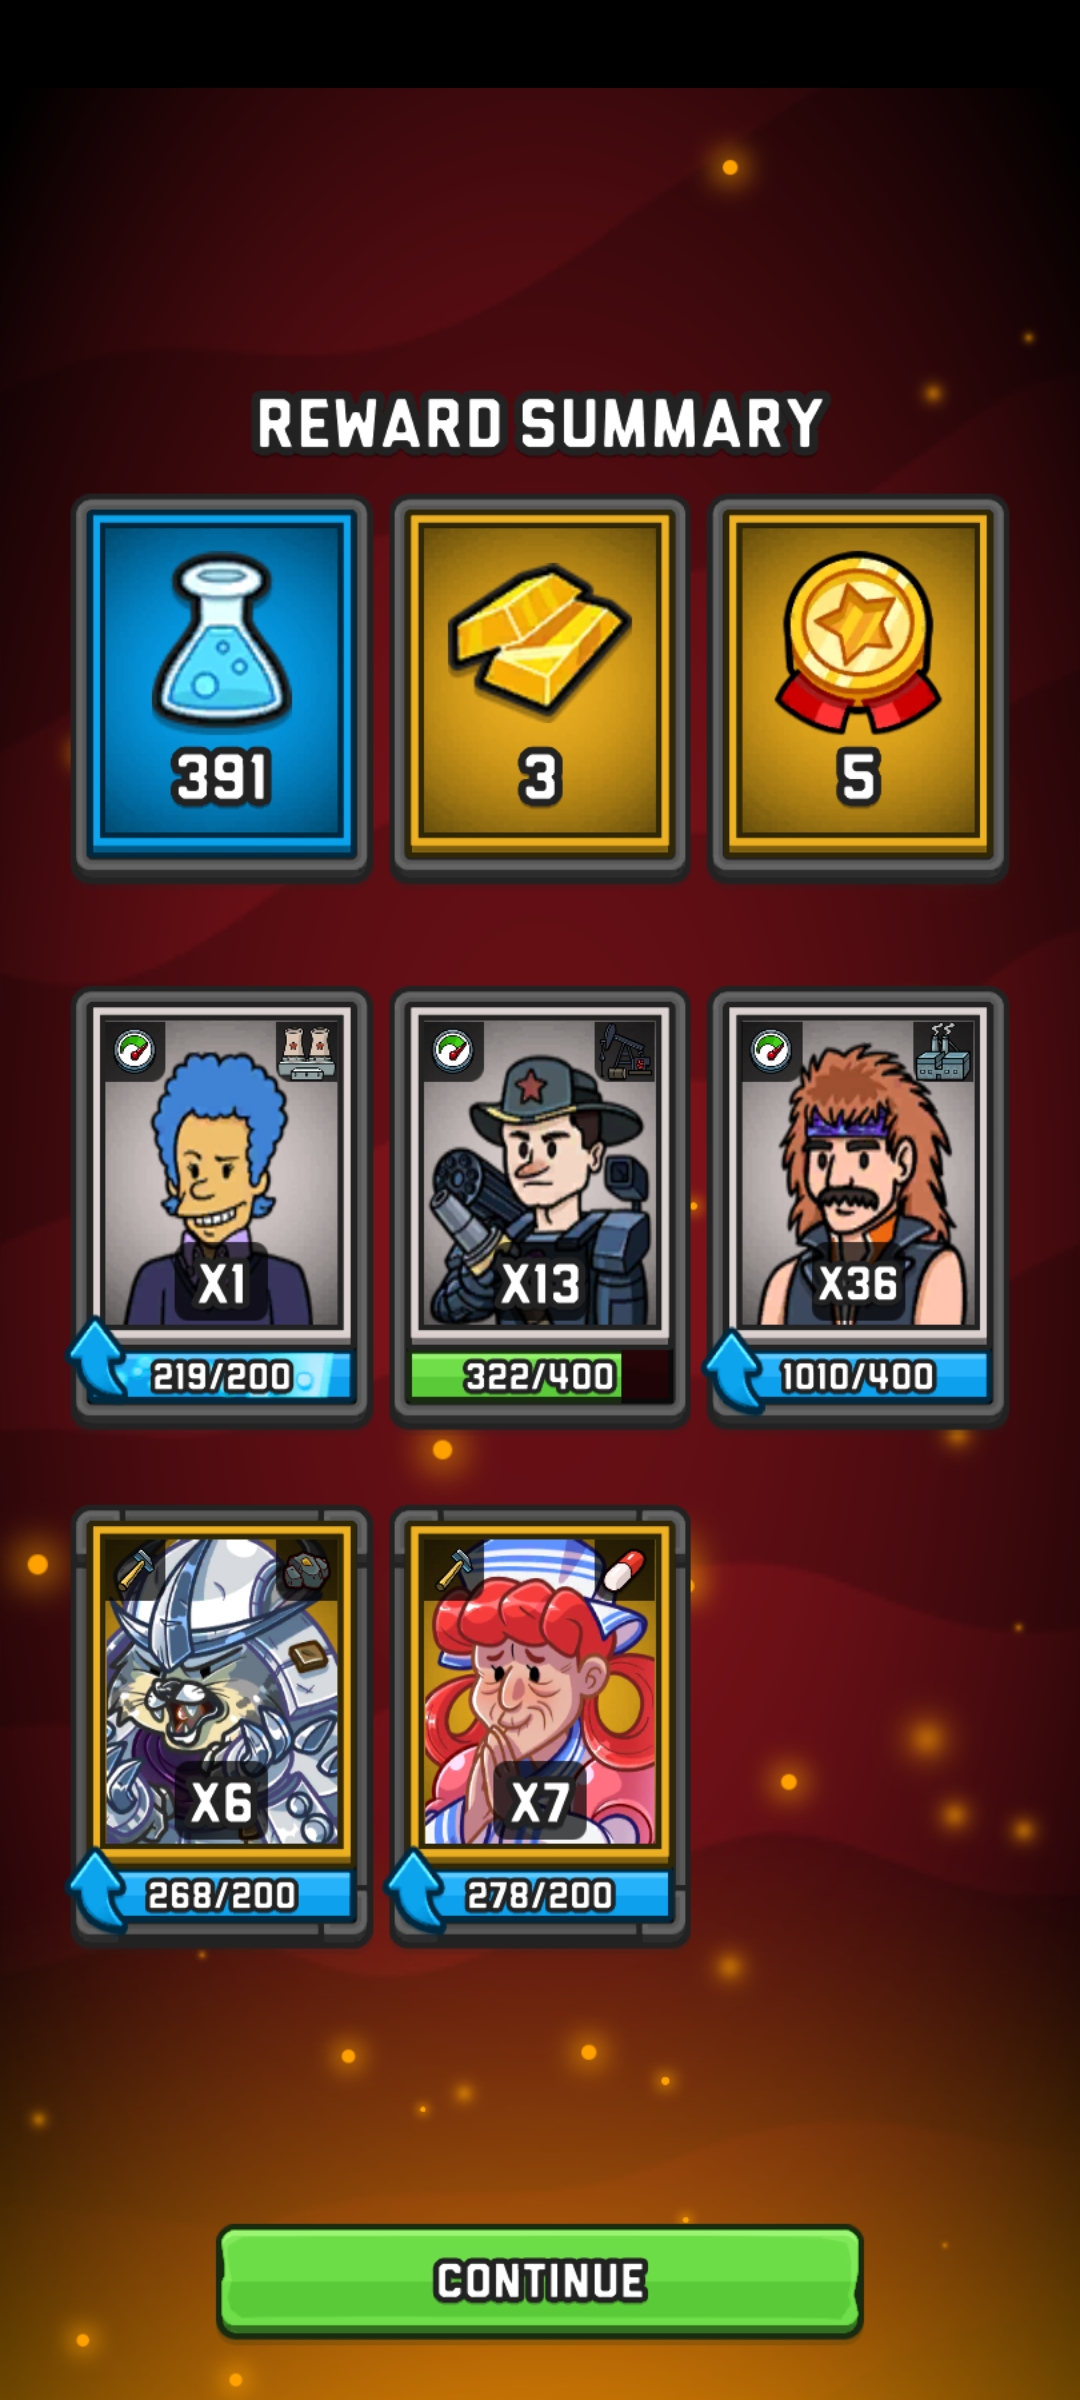 REWARD SUMMARY
391
3
5
X1
X13
X36
219/200
322/400
1010/400
X6
X7
268/200
278/200
CONTINUE